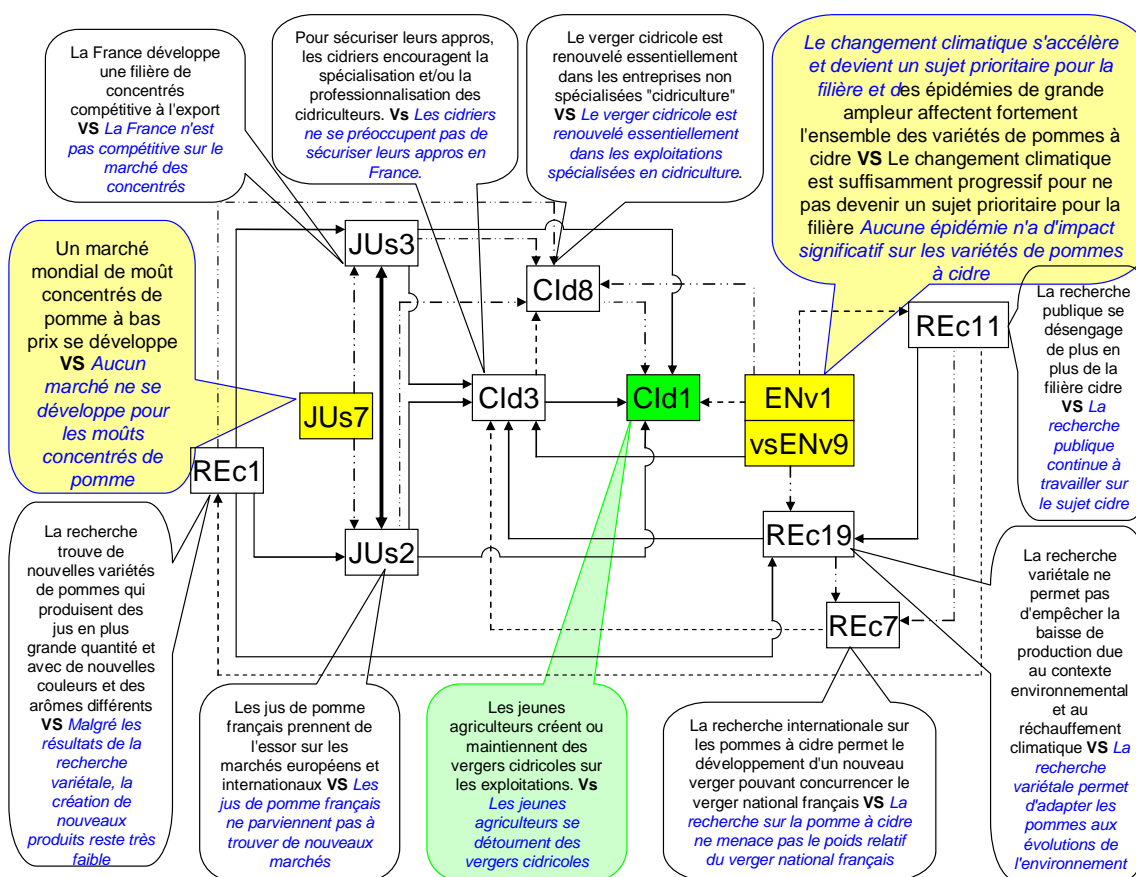 La France développe
une filière de
concentrés
compétitive à l'export
VS La France n'est
pas compétitive sur le
marché des
concentrés
Pour sécuriser leurs appros,
les cidriers encouragent la
spécialisation et/ou la
professionnalisation des
cidriculteurs. Vs Les cidriers
ne se préoccupent pas de
sécuriser leurs appros en
France.
Le verger cidricole est
renouvelé essentiellement
dans les entreprises non
spécialisées "cidriculture"
VS Le verger cidricole est
renouvelé essentiellement
dans les exploitations
spécialisées en cidriculture.
Le changement climatique s'accélère
et devient un sujet prioritaire pour la
filière et des épidémies de grande
ampleur affectent fortement
l'ensemble des variétés de pommes à
cidre VS Le changement climatique
est suffisamment progressif pour ne
pas devenir un sujet prioritaire pour la
filière Aucune épidémie n'a d'impact
significatif sur les variétés de pommes
à cidre
Un marché
mondial de moût
concentrés de
pomme à bas
prix se développe
VS Aucun
marché ne se
développe pour
les moûts
concentrés de
pomme
JUs3
CId8
REc11
JUs7
CId3
CId1
ENv1
vsENv9
REc1
JUs2
REc19
REc7
La recherche
publique se
désengage
de plus en
plus de la
filière cidre
VS La
recherche
publique
continue à
travailler sur
le sujet cidre
La recherche
trouve de
nouvelles variétés
de pommes qui
produisent des
jus en plus
grande quantité et
avec de nouvelles
couleurs et des
arômes différents
VS Malgré les
résultats de la
recherche
variétale, la
création de
nouveaux
produits reste très
faible
Les jus de pomme
français prennent de
l'essor sur les
marchés européens et
internationaux VS Les
jus de pomme français
ne parviennent pas à
trouver de nouveaux
marchés
Les jeunes
agriculteurs créent ou
maintiennent des
vergers cidricoles sur
les exploitations. Vs
Les jeunes
agriculteurs se
détournent des
vergers cidricoles
La recherche internationale sur
les pommes à cidre permet le
développement d'un nouveau
verger pouvant concurrencer le
verger national français VS La
recherche sur la pomme à cidre
ne menace pas le poids relatif
du verger national français
La recherche
variétale ne
permet pas
d'empêcher la
baisse de
production due
au contexte
environnemental
et au
réchauffement
climatique VS La
recherche
variétale permet
d'adapter les
pommes aux
évolutions de
l'environnement